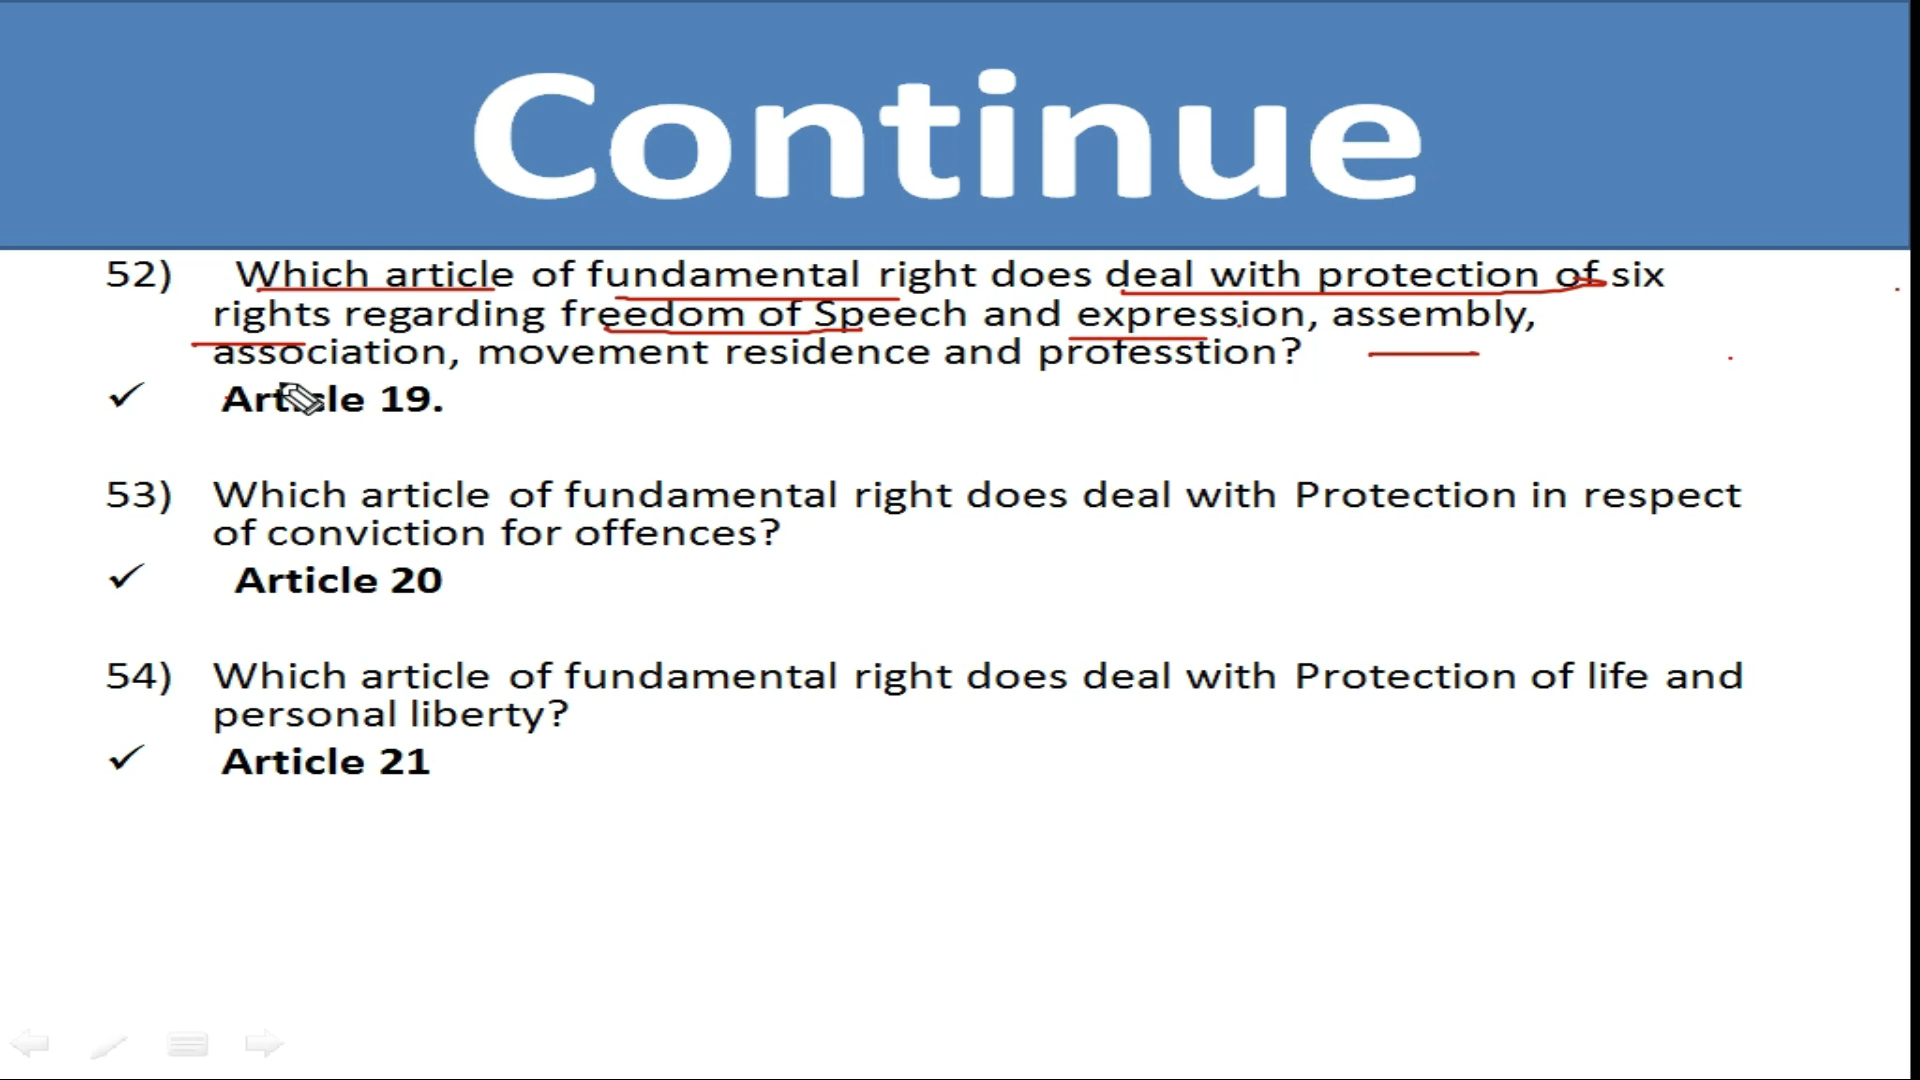 Continue
52) Which article of fundamental right does deal with protection of six
rights regarding freedom of Speech and expression, assembly,
association, movement residence and professtion?
✓ Article 19.
53) Which article of fundamental right does deal with Protection in respect
of conviction for offences?
✓ Article 20
54) Which article of fundamental right does deal with Protection of life and
personal liberty?
✓ Article 21